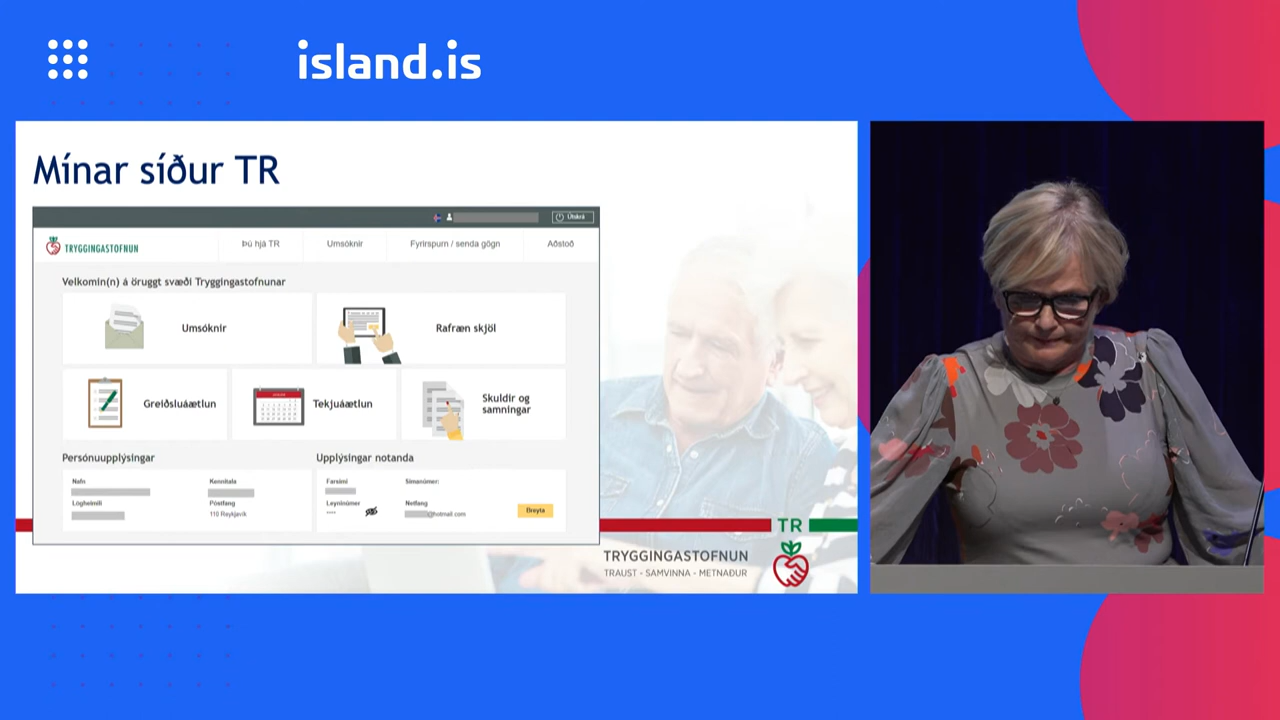 island.is
Mínar síður TR
Útskrá
TRYGGINGASTOFNUN
Þú hjá TR
Umsóknir
Fyrirspurn / senda gögn
Aðstoð
Velkomin(n) á öruggt svæði Tryggingastofnunar
Umsóknir
Rafræn skjöl
Greiðsluáætlun
Tekjuáætlun
Skuldir og
samningar
Persónuupplýsingar
Upplýsingar notanda
Nafn
Kennitala
Farsími
Símanúmer:
Lögheimili
Póstfang
Leyninúmer
Netfang
110 Reykjavík
****
@hotmail.com
Breyta
TR
TRYGGINGASTOFNUN
TRAUST - SAMVINNA - METNAÐUR